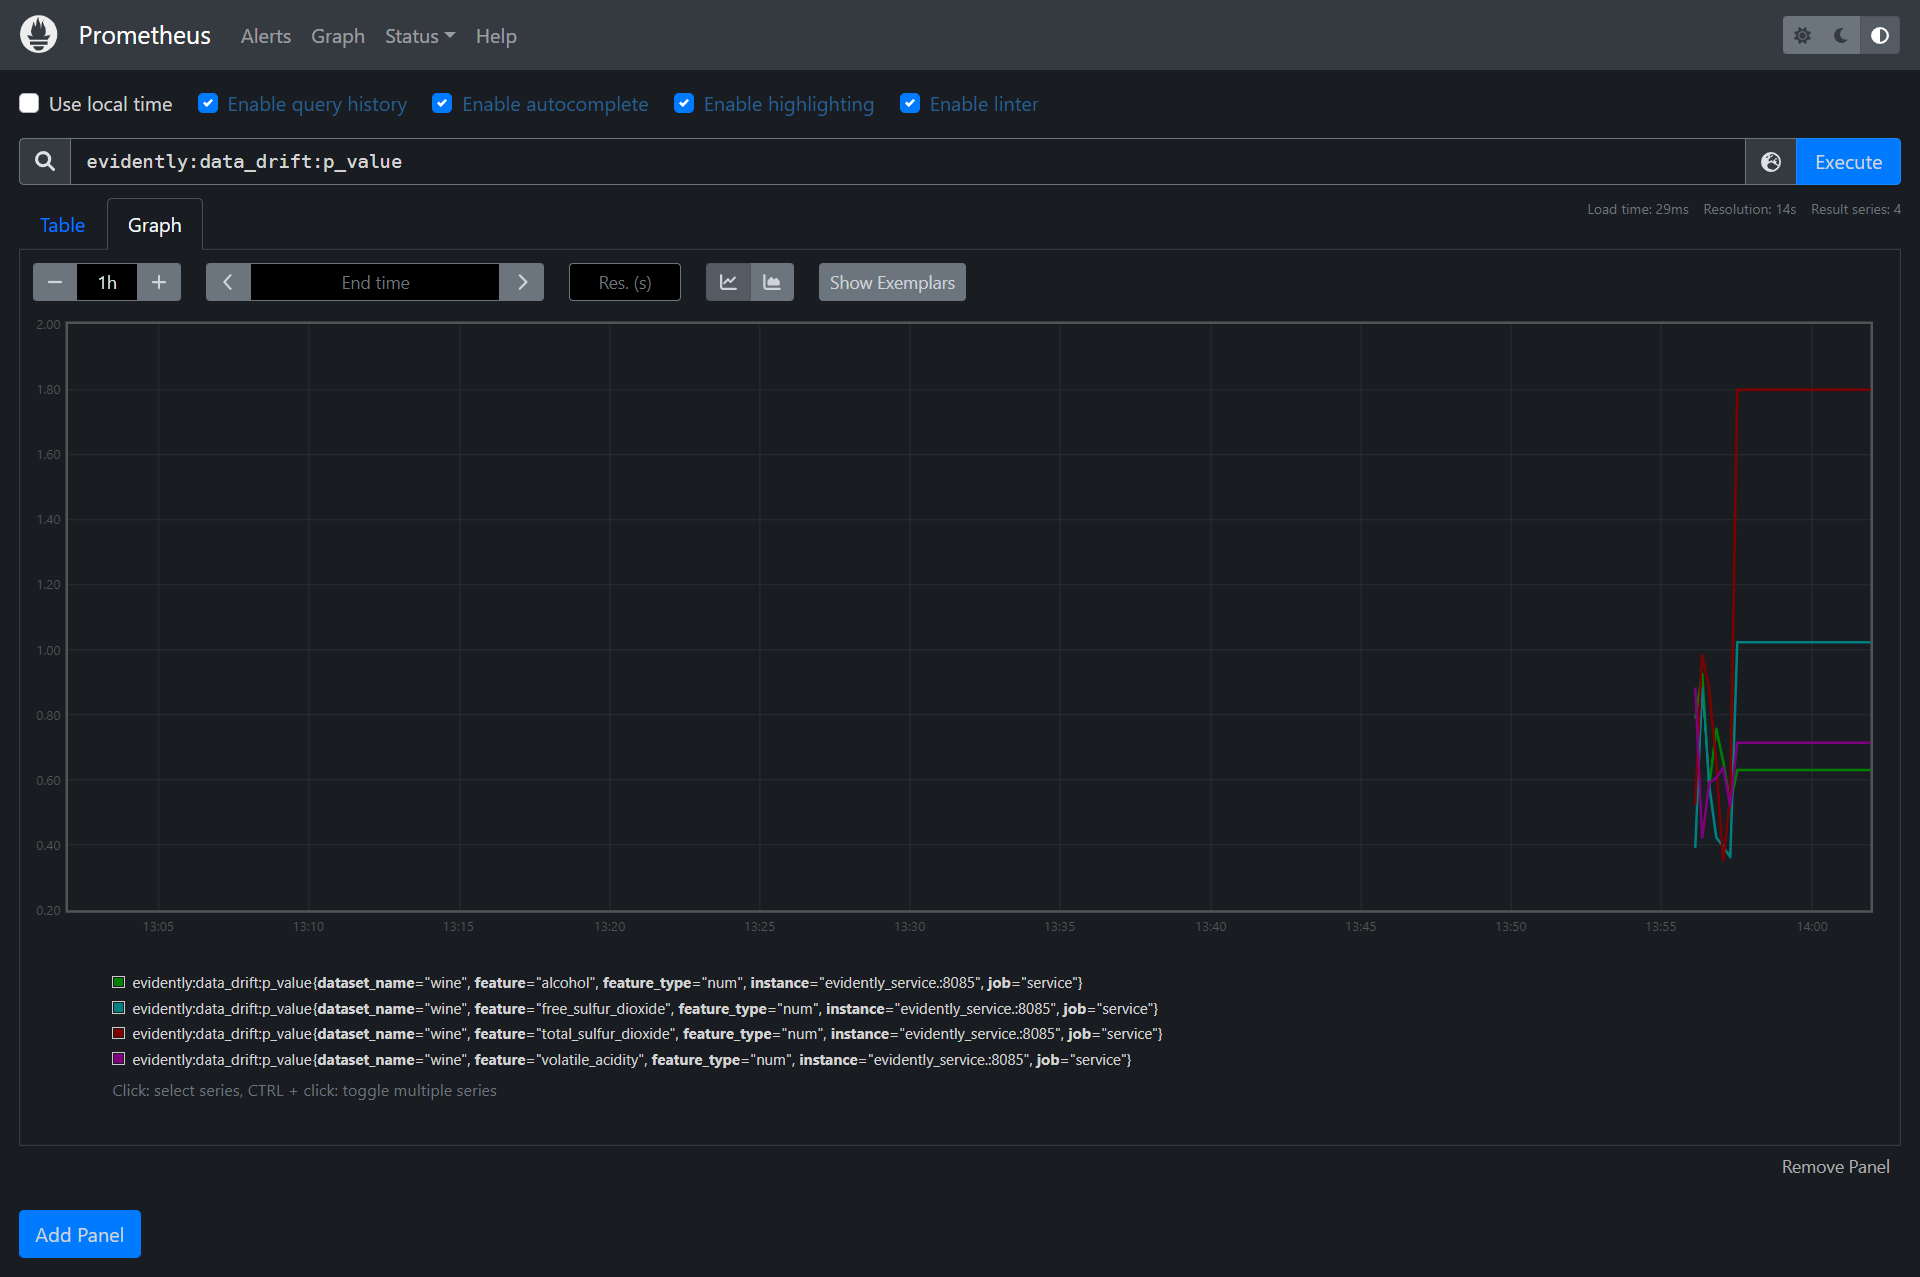 Prometheus Alerts Graph Status Help
Use local time Enable query history Enable autocomplete Enable highlighting Enable linter
evidently:data_drift:p_value Execute
Table Graph Load time: 29ms Resolution: 14s Result series: 4
1h End time Res. (s) Show Exemplars
2.00
1.80
1.60
1.40
1.20
1.00
0.80
0.60
0.40
0.20
13:05 13:10 13:15 13:20 13:25 13:30 13:35 13:40 13:45 13:50 13:55 14:00
evidently:data_drift:p_value{dataset_name="wine", feature="alcohol", feature_type="num", instance="evidently_service.:8085", job="service"}
evidently:data_drift:p_value{dataset_name="wine", feature="free_sulfur_dioxide", feature_type="num", instance="evidently_service.:8085", job="service"}
evidently:data_drift:p_value{dataset_name="wine", feature="total_sulfur_dioxide", feature_type="num", instance="evidently_service.:8085", job="service"}
evidently:data_drift:p_value{dataset_name="wine", feature="volatile_acidity", feature_type="num", instance="evidently_service.:8085", job="service"}
Click: select series, CTRL + click: toggle multiple series
Remove Panel
Add Panel